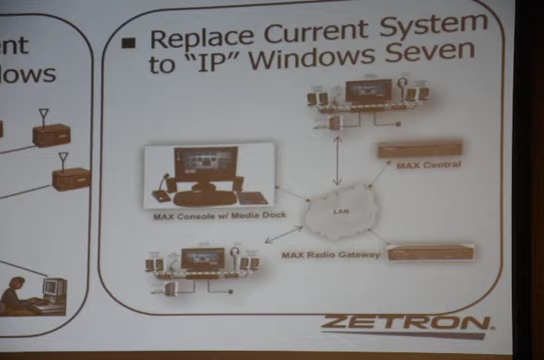 ent
dows
■ Replace Current System
to "IP" Windows Seven
MAX Central
LAN
MAX Console w/ Media Dock
MAX Radio Gateway
ZETRON®